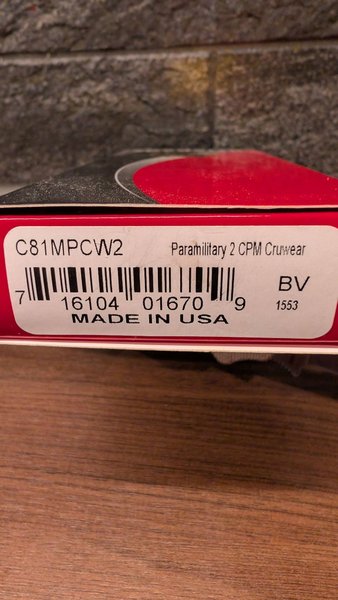 C81MPCW2 Paramilitary 2 CPM Cruwear
7 16104 01670 9 BV
MADE IN USA 1553